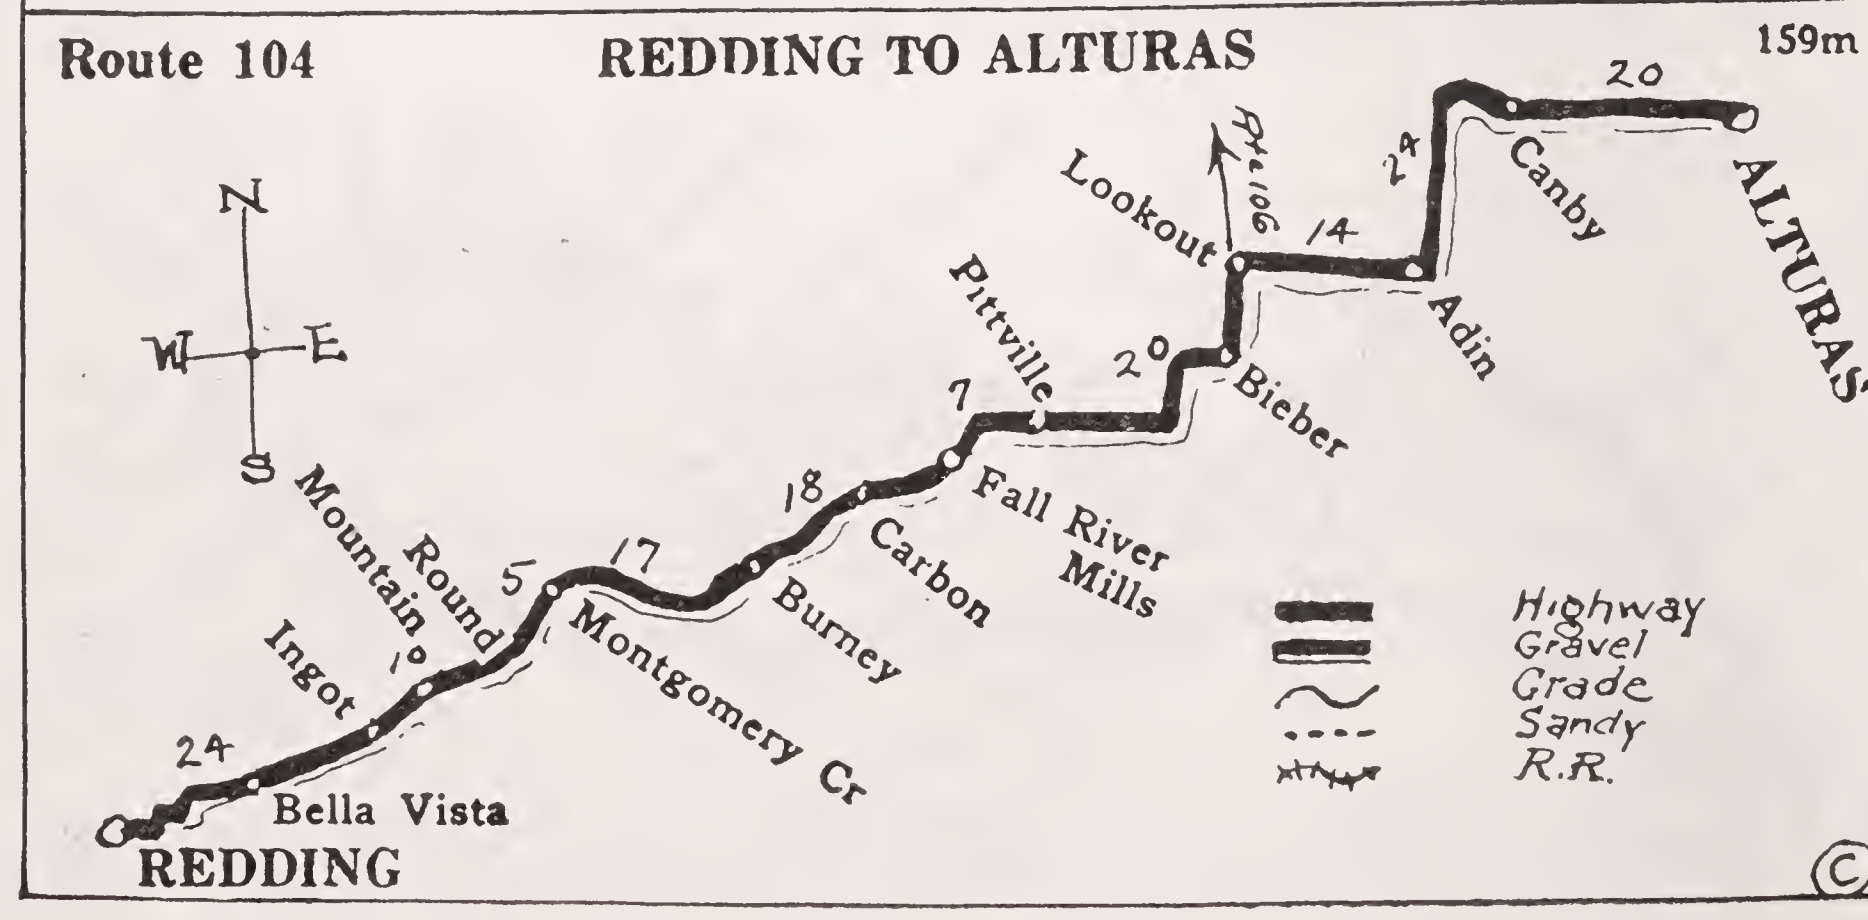 Route 104
REDDING TO ALTURAS
159m
20
Rte 106
24
Canby
Lookout
ALTURAS
N
14
Pittville
W E
Adin
20
Bieber
7
S
Mountain
Round
18
Fall River
Mills
5
17
Carbon
Burney
Montgomery Cr
Ingot
10
24
Bella Vista
REDDING
Highway
Gravel
Grade
Sandy
R.R.
C